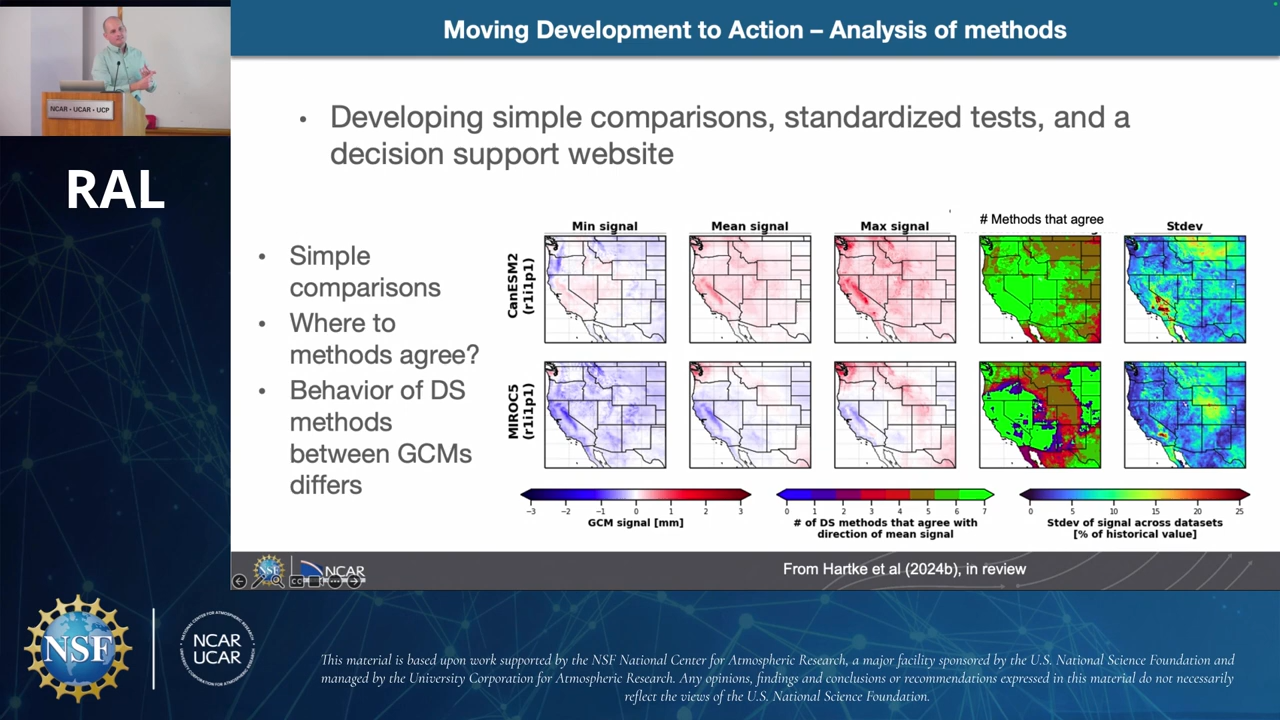 Moving Development to Action – Analysis of methods
NCAR • UCAR • UCP
RAL
• Developing simple comparisons, standardized tests, and a
decision support website
• Simple
comparisons
• Where to
methods agree?
• Behavior of DS
methods
between GCMs
differs
Min signal
Mean signal
Max signal
# Methods that agree
Stdev
CanESM2
(r1i1p1)
MIROC5
(r1i1p1)
−3 −2 −1 0 1 2 3
GCM signal [mm]
0 1 2 3 4 5 6 7
# of DS methods that agree with
direction of mean signal
0 5 10 15 20 25
Stdev of signal across datasets
[% of historical value]
NSF
NCAR
From Hartke et al (2024b), in review
NSF
NCAR
UCAR
This material is based upon work supported by the NSF National Center for Atmospheric Research, a major facility sponsored by the U.S. National Science Foundation and
managed by the University Corporation for Atmospheric Research. Any opinions, findings and conclusions or recommendations expressed in this material do not necessarily
reflect the views of the U.S. National Science Foundation.